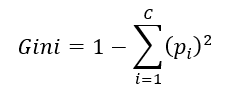 Gini = 1 − ∑_{i=1}^{C} (p_i)²